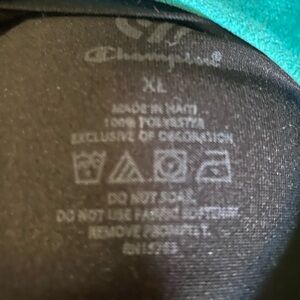 Champion
XL
MADE IN HAITI
100% POLYESTER
EXCLUSIVE OF DECORATION
DO NOT SOAK.
DO NOT USE FABRIC SOFTENER.
REMOVE PROMPTLY.